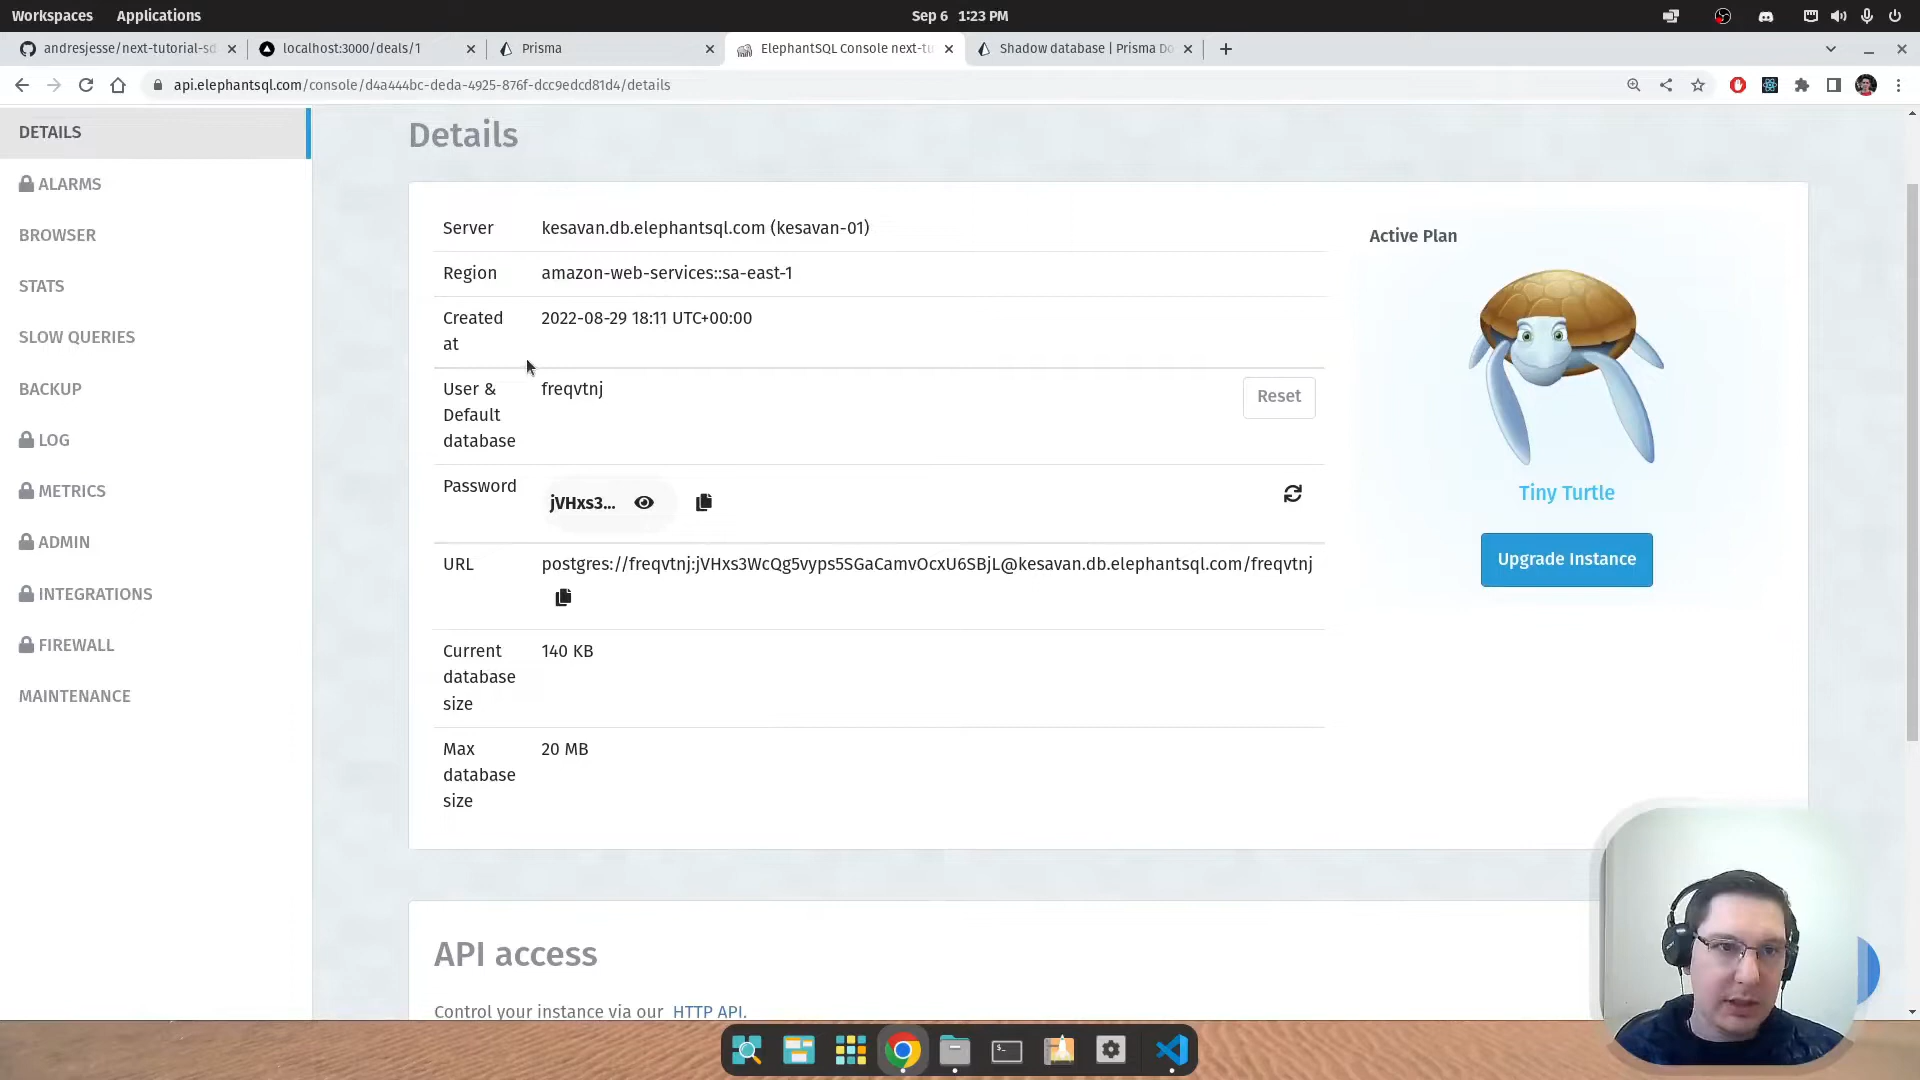 Workspaces Applications Sep 6 1:23 PM
andresjesse/next-tutorial-sd localhost:3000/deals/1 Prisma ElephantSQL Console next-tu Shadow database | Prisma Do
api.elephantsql.com/console/d4a444bc-deda-4925-876f-dcc9edcd81d4/details
DETAILS
ALARMS
BROWSER
STATS
SLOW QUERIES
BACKUP
LOG
METRICS
ADMIN
INTEGRATIONS
FIREWALL
MAINTENANCE
Details
Server kesavan.db.elephantsql.com (kesavan-01)
Region amazon-web-services::sa-east-1
Created at 2022-08-29 18:11 UTC+00:00
User & Default database freqvtnj Reset
Password jVHxs3...
URL postgres://freqvtnj:jVHxs3WcQg5vyps5SGaCamvOcxU6SBjL@kesavan.db.elephantsql.com/freqvtnj
Current database size 140 KB
Max database size 20 MB
Active Plan
Tiny Turtle
Upgrade Instance
API access
Control your instance via our HTTP API.